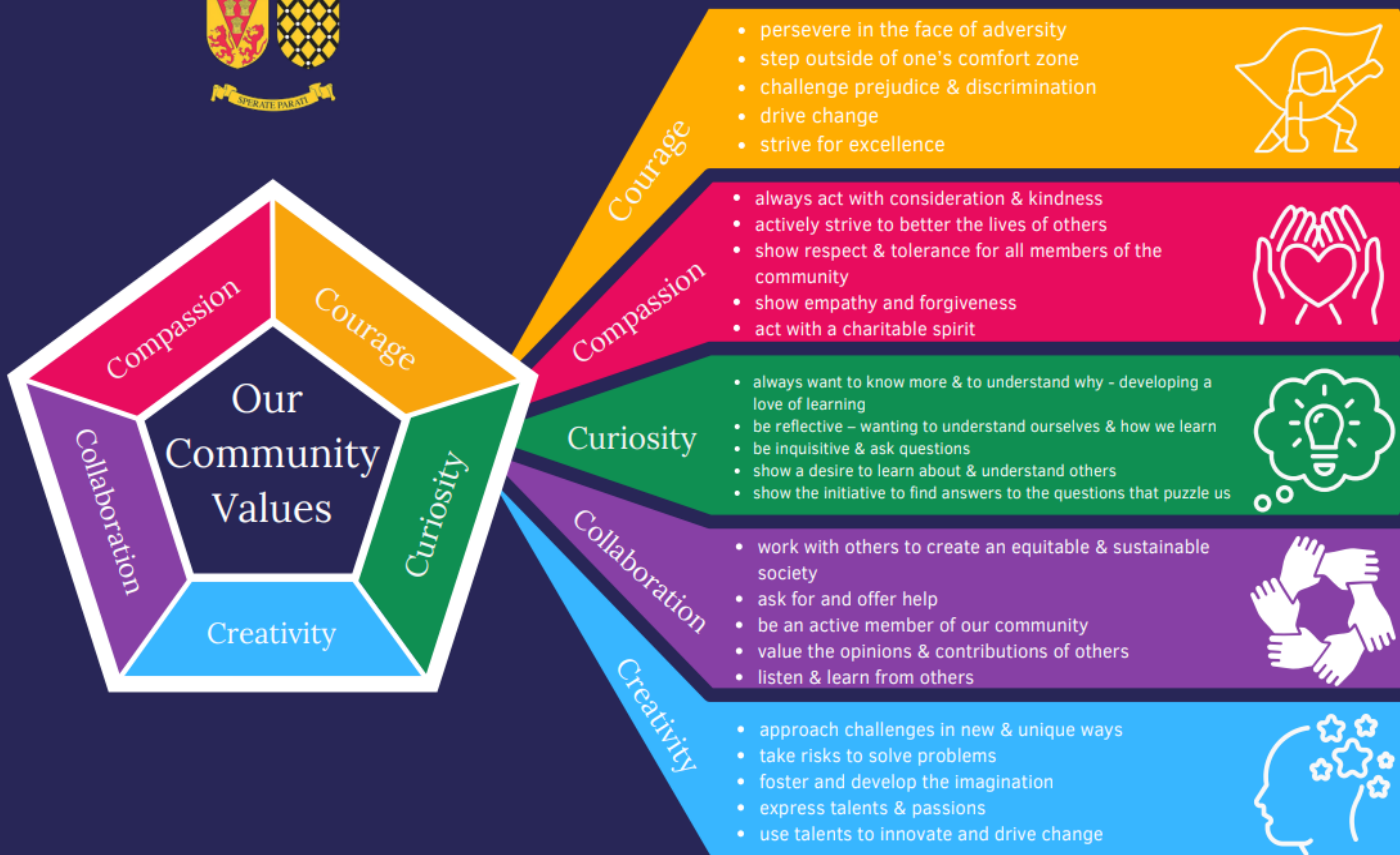 SPERATE PARATI
Compassion
Courage
Our
Community
Values
Collaboration
Curiosity
Creativity
Courage
• persevere in the face of adversity
• step outside of one's comfort zone
• challenge prejudice & discrimination
• drive change
• strive for excellence
Compassion
• always act with consideration & kindness
• actively strive to better the lives of others
• show respect & tolerance for all members of the
community
• show empathy and forgiveness
• act with a charitable spirit
Curiosity
• always want to know more & to understand why - developing a
love of learning
• be reflective – wanting to understand ourselves & how we learn
• be inquisitive & ask questions
• show a desire to learn about & understand others
• show the initiative to find answers to the questions that puzzle us
Collaboration
• work with others to create an equitable & sustainable
society
• ask for and offer help
• be an active member of our community
• value the opinions & contributions of others
• listen & learn from others
Creativity
• approach challenges in new & unique ways
• take risks to solve problems
• foster and develop the imagination
• express talents & passions
• use talents to innovate and drive change